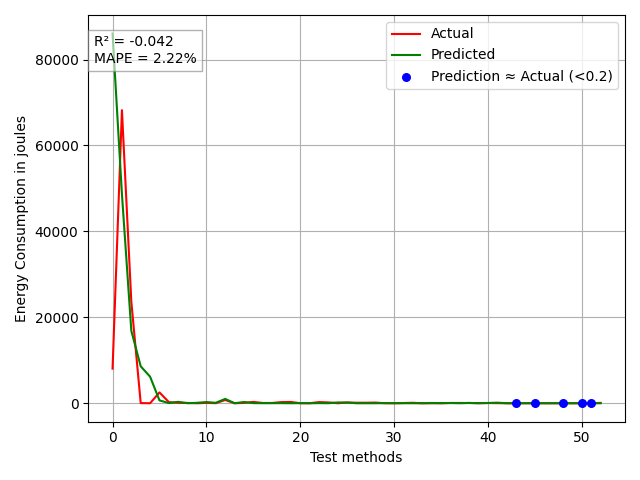 R² = -0.042
MAPE = 2.22%
Actual
Predicted
Prediction ≈ Actual (<0.2)
Energy Consumption in joules
80000
60000
40000
20000
0
0 10 20 30 40 50
Test methods